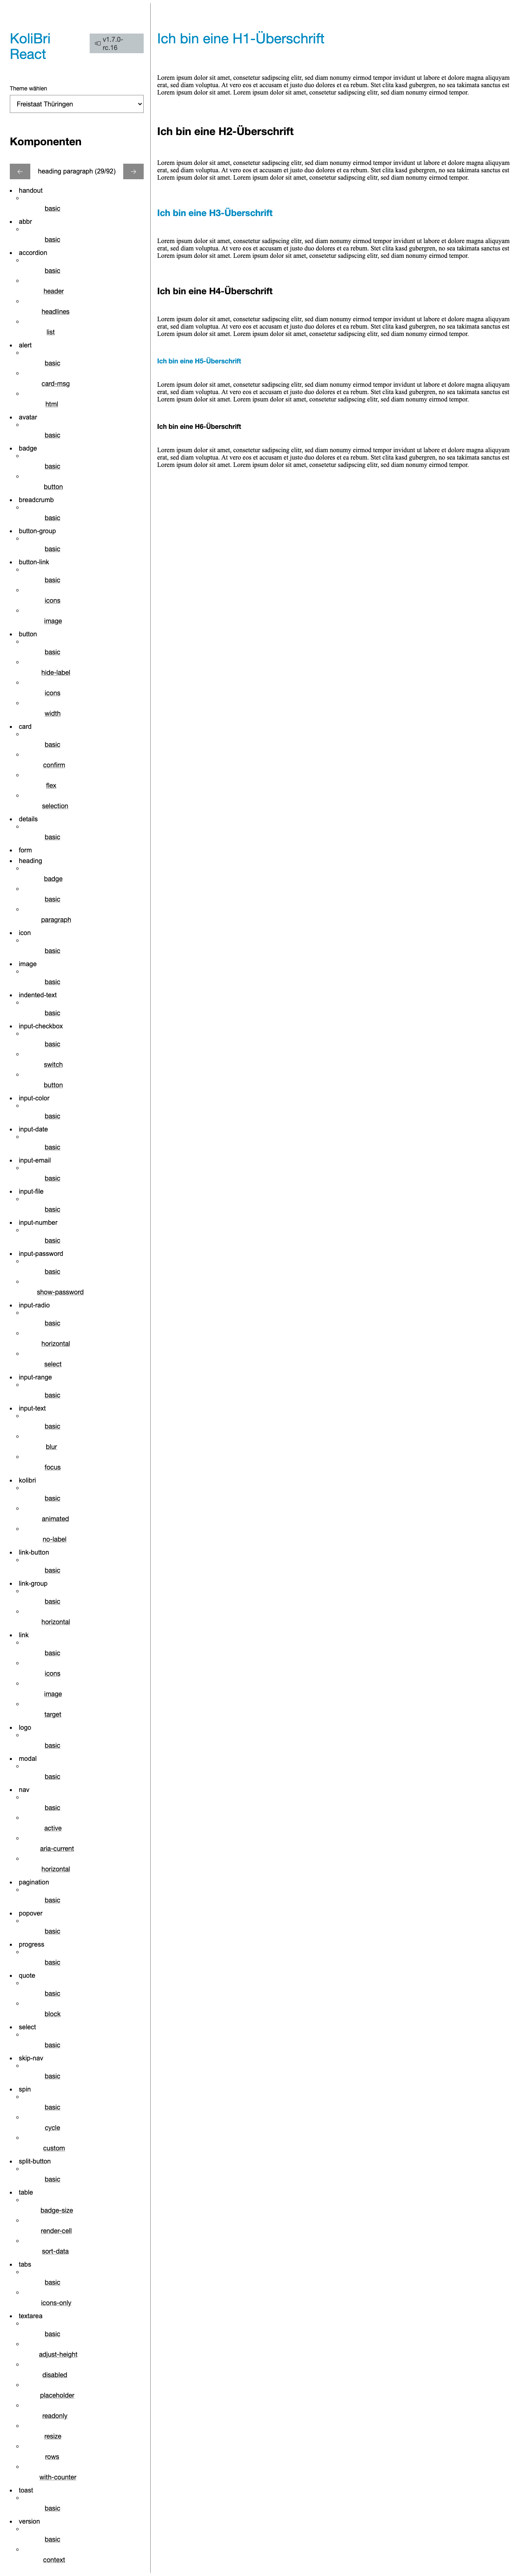 KoliBri
React
v1.7.0-
rc.16
Theme wählen
Freistaat Thüringen
Komponenten
heading paragraph (29/92)
handout
basic
abbr
basic
accordion
basic
header
headlines
list
alert
basic
card-msg
html
avatar
basic
badge
basic
button
breadcrumb
basic
button-group
basic
button-link
basic
icons
image
button
basic
hide-label
icons
width
card
basic
confirm
flex
selection
details
basic
form
heading
badge
basic
paragraph
icon
basic
image
basic
indented-text
basic
input-checkbox
basic
switch
button
input-color
basic
input-date
basic
input-email
basic
input-file
basic
input-number
basic
input-password
basic
show-password
input-radio
basic
horizontal
select
input-range
basic
input-text
basic
blur
focus
kolibri
basic
animated
no-label
link-button
basic
link-group
basic
horizontal
link
basic
icons
image
target
logo
basic
modal
basic
nav
basic
active
aria-current
horizontal
pagination
basic
popover
basic
progress
basic
quote
basic
block
select
basic
skip-nav
basic
spin
basic
cycle
custom
split-button
basic
table
badge-size
render-cell
sort-data
tabs
basic
icons-only
textarea
basic
adjust-height
disabled
placeholder
readonly
resize
rows
with-counter
toast
basic
version
basic
context
Ich bin eine H1-Überschrift
Lorem ipsum dolor sit amet, consetetur sadipscing elitr, sed diam nonumy eirmod tempor invidunt ut labore et dolore magna aliquyam
erat, sed diam voluptua. At vero eos et accusam et justo duo dolores et ea rebum. Stet clita kasd gubergren, no sea takimata sanctus est
Lorem ipsum dolor sit amet. Lorem ipsum dolor sit amet, consetetur sadipscing elitr, sed diam nonumy eirmod tempor.
Ich bin eine H2-Überschrift
Lorem ipsum dolor sit amet, consetetur sadipscing elitr, sed diam nonumy eirmod tempor invidunt ut labore et dolore magna aliquyam
erat, sed diam voluptua. At vero eos et accusam et justo duo dolores et ea rebum. Stet clita kasd gubergren, no sea takimata sanctus est
Lorem ipsum dolor sit amet. Lorem ipsum dolor sit amet, consetetur sadipscing elitr, sed diam nonumy eirmod tempor.
Ich bin eine H3-Überschrift
Lorem ipsum dolor sit amet, consetetur sadipscing elitr, sed diam nonumy eirmod tempor invidunt ut labore et dolore magna aliquyam
erat, sed diam voluptua. At vero eos et accusam et justo duo dolores et ea rebum. Stet clita kasd gubergren, no sea takimata sanctus est
Lorem ipsum dolor sit amet. Lorem ipsum dolor sit amet, consetetur sadipscing elitr, sed diam nonumy eirmod tempor.
Ich bin eine H4-Überschrift
Lorem ipsum dolor sit amet, consetetur sadipscing elitr, sed diam nonumy eirmod tempor invidunt ut labore et dolore magna aliquyam
erat, sed diam voluptua. At vero eos et accusam et justo duo dolores et ea rebum. Stet clita kasd gubergren, no sea takimata sanctus est
Lorem ipsum dolor sit amet. Lorem ipsum dolor sit amet, consetetur sadipscing elitr, sed diam nonumy eirmod tempor.
Ich bin eine H5-Überschrift
Lorem ipsum dolor sit amet, consetetur sadipscing elitr, sed diam nonumy eirmod tempor invidunt ut labore et dolore magna aliquyam
erat, sed diam voluptua. At vero eos et accusam et justo duo dolores et ea rebum. Stet clita kasd gubergren, no sea takimata sanctus est
Lorem ipsum dolor sit amet. Lorem ipsum dolor sit amet, consetetur sadipscing elitr, sed diam nonumy eirmod tempor.
Ich bin eine H6-Überschrift
Lorem ipsum dolor sit amet, consetetur sadipscing elitr, sed diam nonumy eirmod tempor invidunt ut labore et dolore magna aliquyam
erat, sed diam voluptua. At vero eos et accusam et justo duo dolores et ea rebum. Stet clita kasd gubergren, no sea takimata sanctus est
Lorem ipsum dolor sit amet. Lorem ipsum dolor sit amet, consetetur sadipscing elitr, sed diam nonumy eirmod tempor.